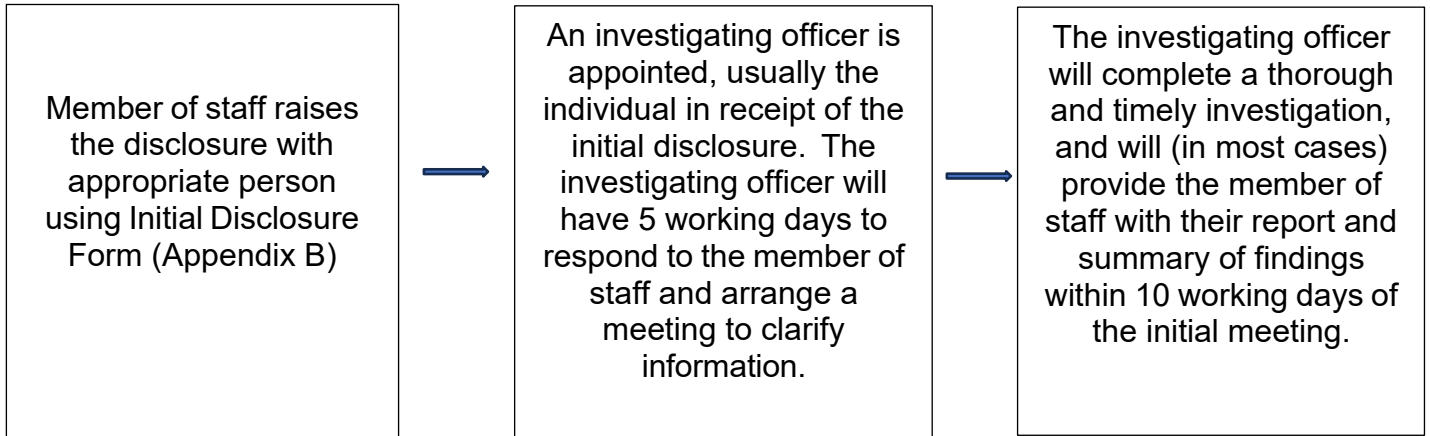 Member of staff raises
the disclosure with
appropriate person
using Initial Disclosure
Form (Appendix B)
An investigating officer is
appointed, usually the
individual in receipt of the
initial disclosure.  The
investigating officer will
have 5 working days to
respond to the member of
staff and arrange a
meeting to clarify
information.
The investigating officer
will complete a thorough
and timely investigation,
and will (in most cases)
provide the member of
staff with their report and
summary of findings
within 10 working days of
the initial meeting.